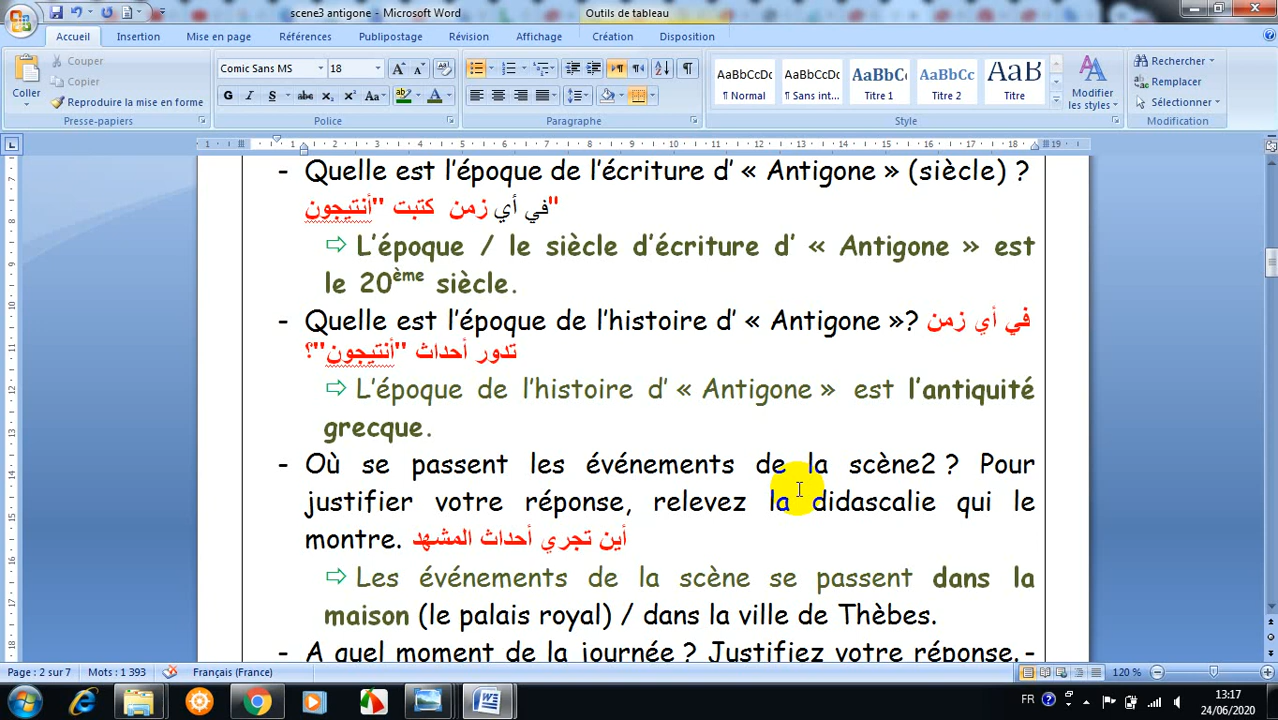 scene3 antigone - Microsoft Word
Outils de tableau
Accueil Insertion Mise en page Références Publipostage Révision Affichage Création Disposition
Coller
Couper
Copier
Reproduire la mise en forme
Presse-papiers
Comic Sans MS 18
G I S abc x₂ x² Aa
Police
Paragraphe
AaBbCcDc AaBbCcDc AaBbC AaBbCc AaB
¶ Normal ¶ Sans int... Titre 1 Titre 2 Titre
Modifier les styles
Style
Rechercher
Remplacer
Sélectionner
Modification
- Quelle est l'époque de l'écriture d' « Antigone » (siècle) ?
في أي زمن كتبت "أنتيجون"
⇨ L'époque / le siècle d'écriture d' « Antigone » est
le 20ème siècle.
- Quelle est l'époque de l'histoire d' « Antigone »? في أي زمن
تدور أحداث "أنتيجون"؟
⇨ L'époque de l'histoire d' « Antigone » est l'antiquité
grecque.
- Où se passent les événements de la scène2 ? Pour
justifier votre réponse, relevez la didascalie qui le
montre. أين تجري أحداث المشهد
⇨ Les événements de la scène se passent dans la
maison (le palais royal) / dans la ville de Thèbes.
- A quel moment de la journée ? Justifiez votre réponse.-
Page : 2 sur 7 Mots : 1 393 Français (France) 120 %
FR 13:17
24/06/2020